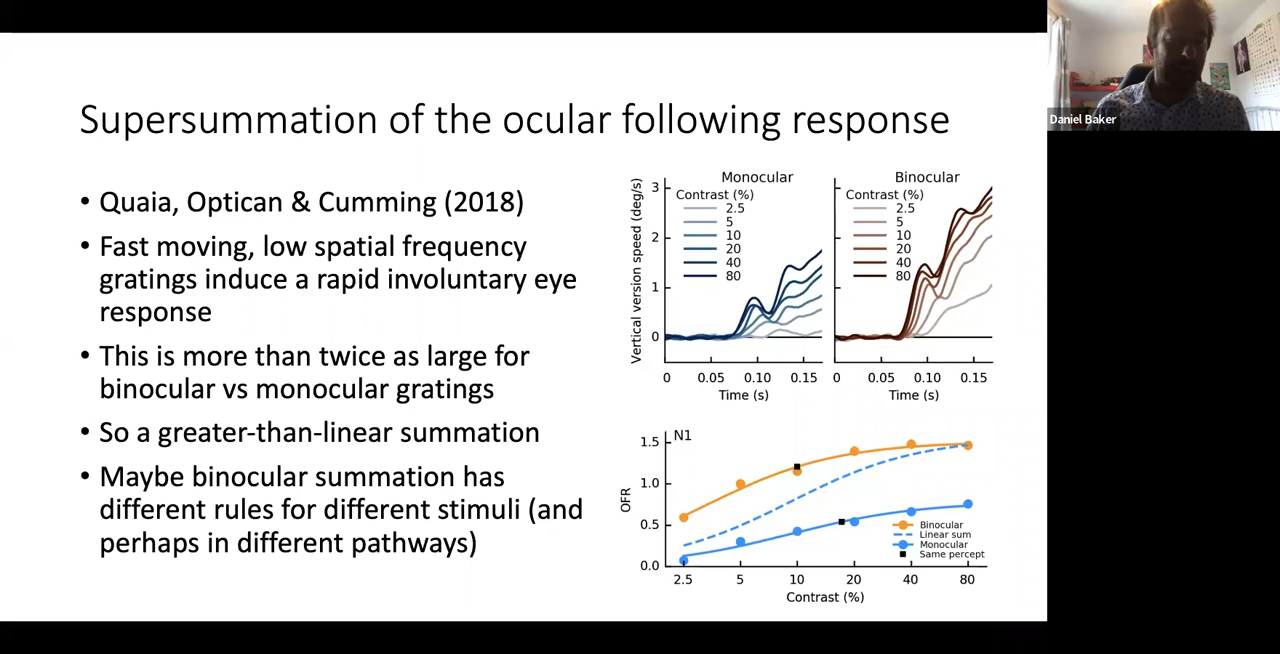 Supersummation of the ocular following response
Daniel Baker
• Quaia, Optican & Cumming (2018)
• Fast moving, low spatial frequency
gratings induce a rapid involuntary eye
response
• This is more than twice as large for
binocular vs monocular gratings
• So a greater-than-linear summation
• Maybe binocular summation has
different rules for different stimuli (and
perhaps in different pathways)
Vertical version speed (deg/s)
3
2
1
0
Monocular
Contrast (%)
2.5
5
10
20
40
80
0 0.05 0.10 0.15
Time (s)
Binocular
Contrast (%)
2.5
5
10
20
40
80
0 0.05 0.10 0.15
Time (s)
N1
OFR
1.5
1.0
0.5
0.0
Binocular
Linear sum
Monocular
Same percept
2.5 5 10 20 40 80
Contrast (%)